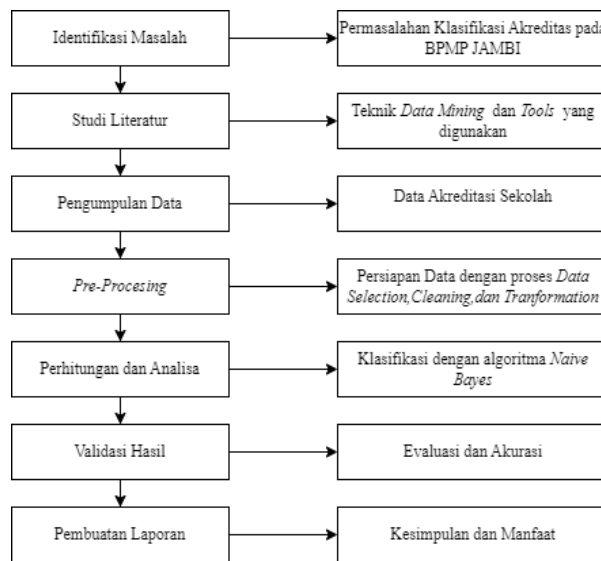 Identifikasi Masalah
Permasalahan Klasifikasi Akreditas pada
BPMP JAMBI
Studi Literatur
Teknik Data Mining dan Tools yang
digunakan
Pengumpulan Data
Data Akreditasi Sekolah
Pre-Procesing
Persiapan Data dengan proses Data
Selection,Cleaning,dan Tranformation
Perhitungan dan Analisa
Klasifikasi dengan algoritma Naive
Bayes
Validasi Hasil
Evaluasi dan Akurasi
Pembuatan Laporan
Kesimpulan dan Manfaat